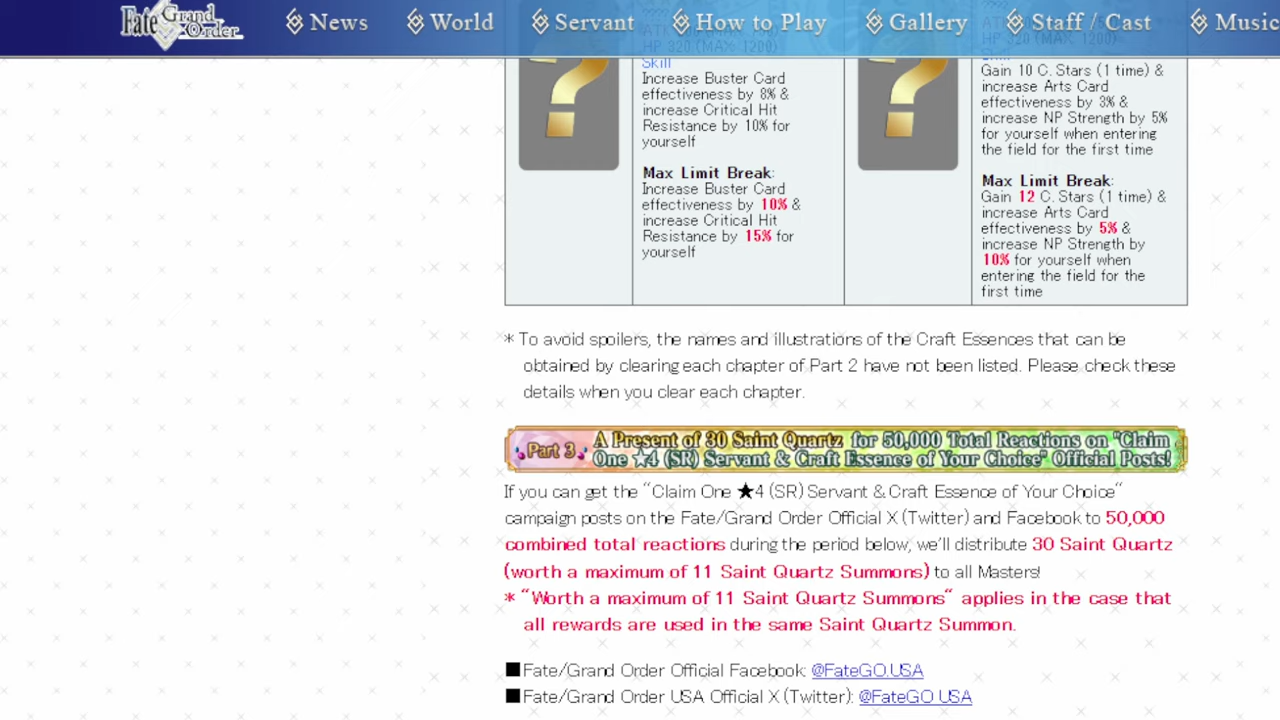 Fate Grand Order
News
World
Servant
How to Play
Gallery
Staff / Cast
Music
HP 320 (MAX: 1200)
Skill
Increase Buster Card
effectiveness by 8% &
increase Critical Hit
Resistance by 10% for
yourself
Max Limit Break:
Increase Buster Card
effectiveness by 10% &
increase Critical Hit
Resistance by 15% for
yourself
HP 320 (MAX: 1200)
Skill
Gain 10 C. Stars (1 time) &
increase Arts Card
effectiveness by 3% &
increase NP Strength by 5%
for yourself when entering
the field for the first time
Max Limit Break:
Gain 12 C. Stars (1 time) &
increase Arts Card
effectiveness by 5% &
increase NP Strength by
10% for yourself when
entering the field for the
first time
* To avoid spoilers, the names and illustrations of the Craft Essences that can be
obtained by clearing each chapter of Part 2 have not been listed. Please check these
details when you clear each chapter.
Part 3
A Present of 30 Saint Quartz for 50,000 Total Reactions on "Claim
One ☆4 (SR) Servant & Craft Essence of Your Choice" Official Posts!
If you can get the "Claim One ★4 (SR) Servant & Craft Essence of Your Choice"
campaign posts on the Fate/Grand Order Official X (Twitter) and Facebook to 50,000
combined total reactions during the period below, we'll distribute 30 Saint Quartz
(worth a maximum of 11 Saint Quartz Summons) to all Masters!
* "Worth a maximum of 11 Saint Quartz Summons" applies in the case that
all rewards are used in the same Saint Quartz Summon.
■Fate/Grand Order Official Facebook: @FateGO.USA
■Fate/Grand Order USA Official X (Twitter): @FateGO_USA